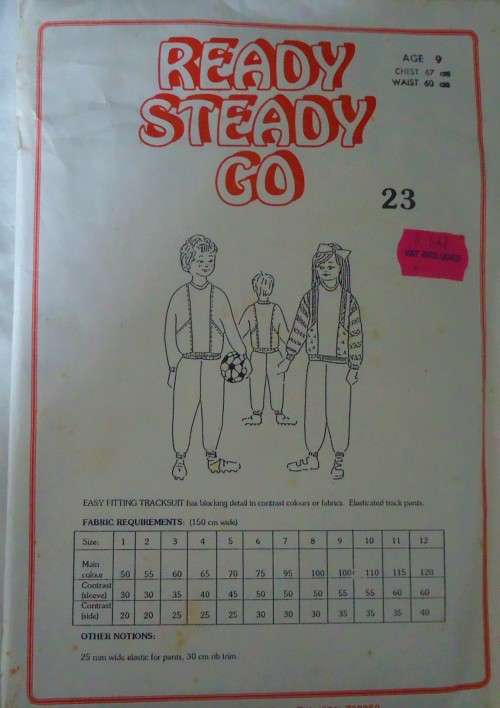 READY
STEADY
GO
AGE 9
CHEST 67 cm
WAIST 60 cm
23
VAT INCLUDED
EASY FITTING TRACKSUIT has blocking detail in contrast colours or fabrics. Elasticated track pants.
FABRIC REQUIREMENTS: (150 cm wide)
Size: 1 2 3 4 5 6 7 8 9 10 11 12
Main
colour 50 55 60 65 70 75 95 100 100 110 115 120
Contrast
(sleeve) 30 30 35 40 45 50 50 50 55 55 60 60
Contrast
(side) 20 20 25 25 25 30 30 30 35 35 35 40
OTHER NOTIONS:
25 mm wide elastic for pants, 30 cm rib trim.